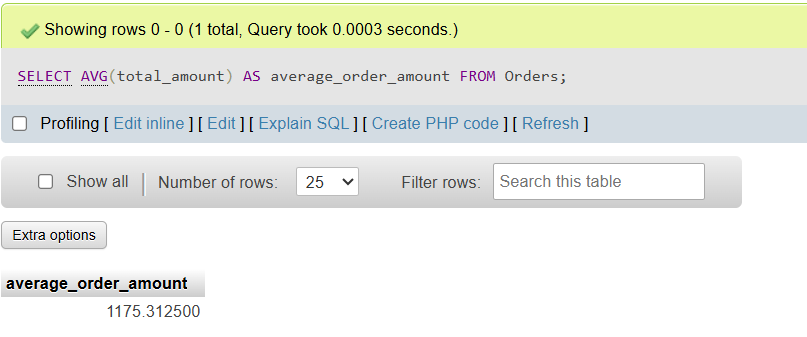 Showing rows 0 - 0 (1 total, Query took 0.0003 seconds.)
SELECT AVG(total_amount) AS average_order_amount FROM Orders;
Profiling [ Edit inline ] [ Edit ] [ Explain SQL ] [ Create PHP code ] [ Refresh ]
Show all Number of rows: 25 Filter rows: Search this table
Extra options
average_order_amount
1175.312500